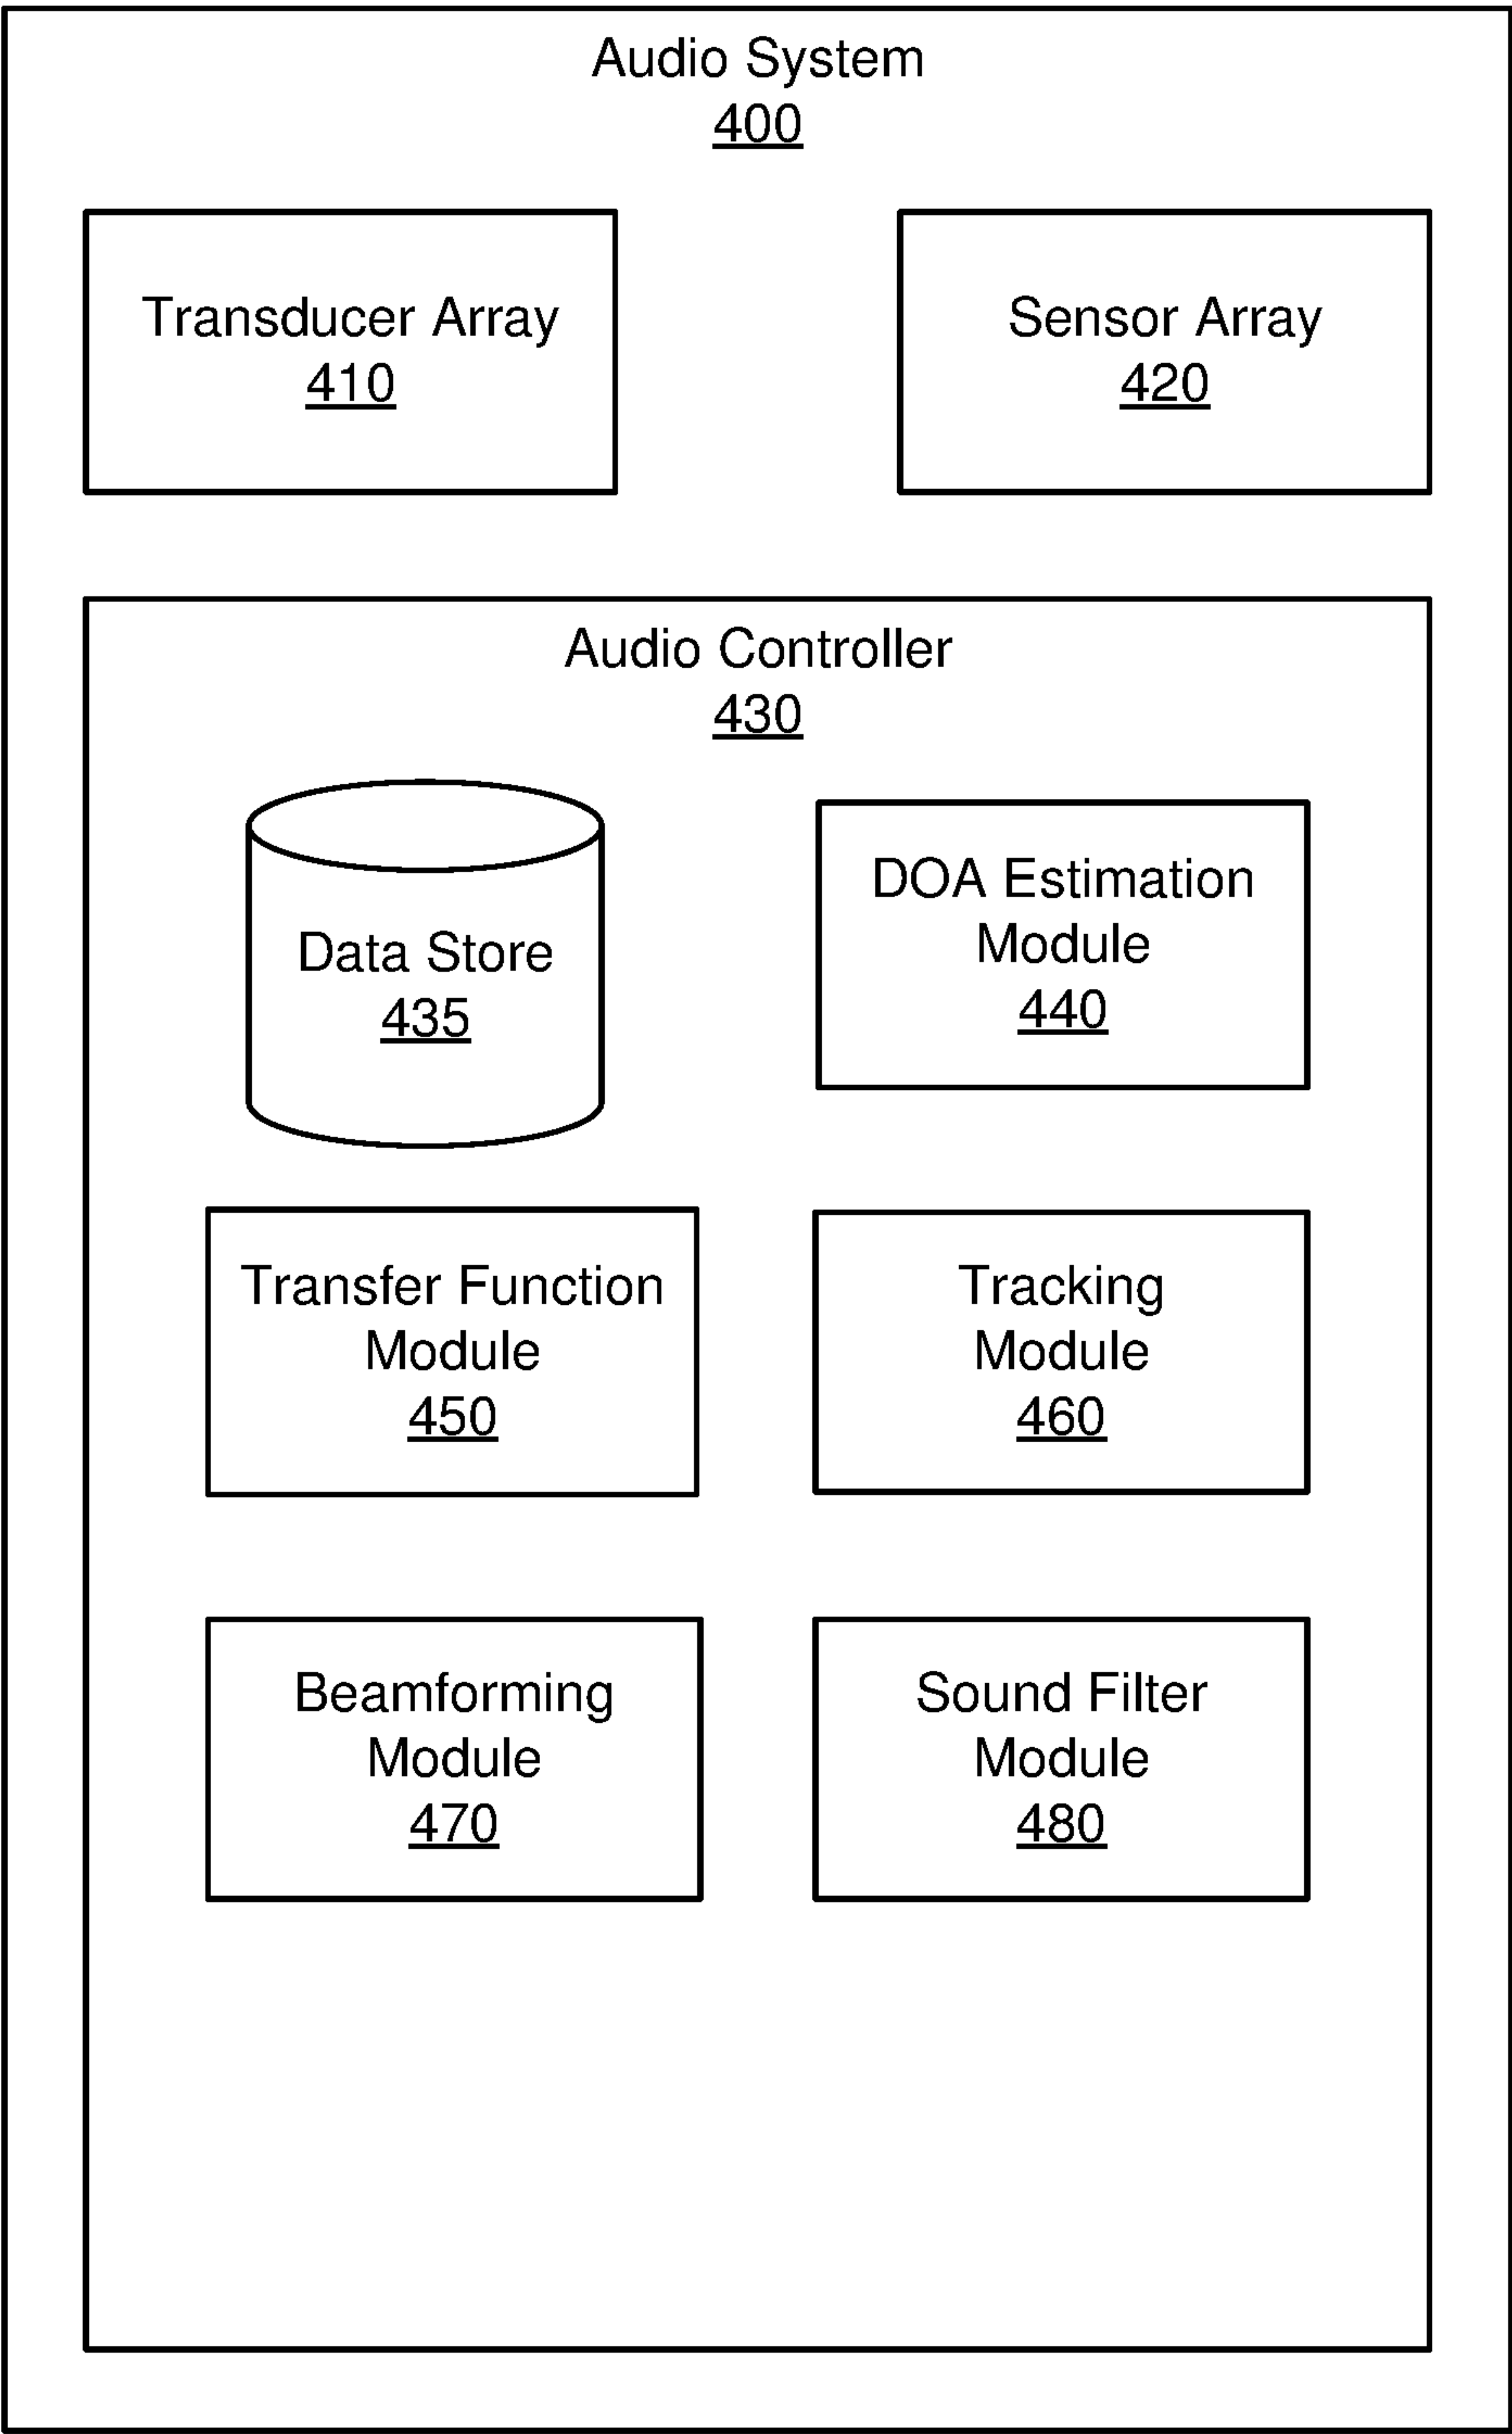 Audio System
400
Transducer Array
410
Sensor Array
420
Audio Controller
430
Data Store
435
DOA Estimation
Module
440
Transfer Function
Module
450
Tracking
Module
460
Beamforming
Module
470
Sound Filter
Module
480